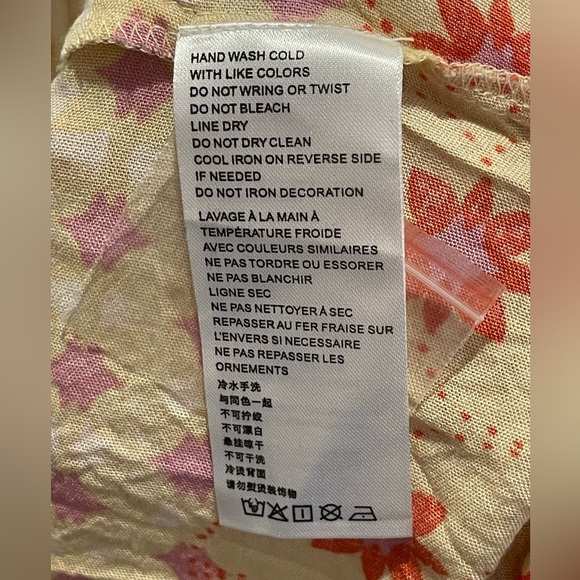 HAND WASH COLD
WITH LIKE COLORS
DO NOT WRING OR TWIST
DO NOT BLEACH
LINE DRY
DO NOT DRY CLEAN
COOL IRON ON REVERSE SIDE
IF NEEDED
DO NOT IRON DECORATION
LAVAGE À LA MAIN À
TEMPÉRATURE FROIDE
AVEC COULEURS SIMILAIRES
NE PAS TORDRE OU ESSORER
NE PAS BLANCHIR
LIGNE SEC
NE PAS NETTOYER À SEC
REPASSER AU FER FRAISE SUR
L'ENVERS SI NECESSAIRE
NE PAS REPASSER LES
ORNEMENTS
冷水手洗
与同色一起
不可拧绞
不可漂白
悬挂晾干
不可干洗
冷烫背面
请勿熨烫装饰物